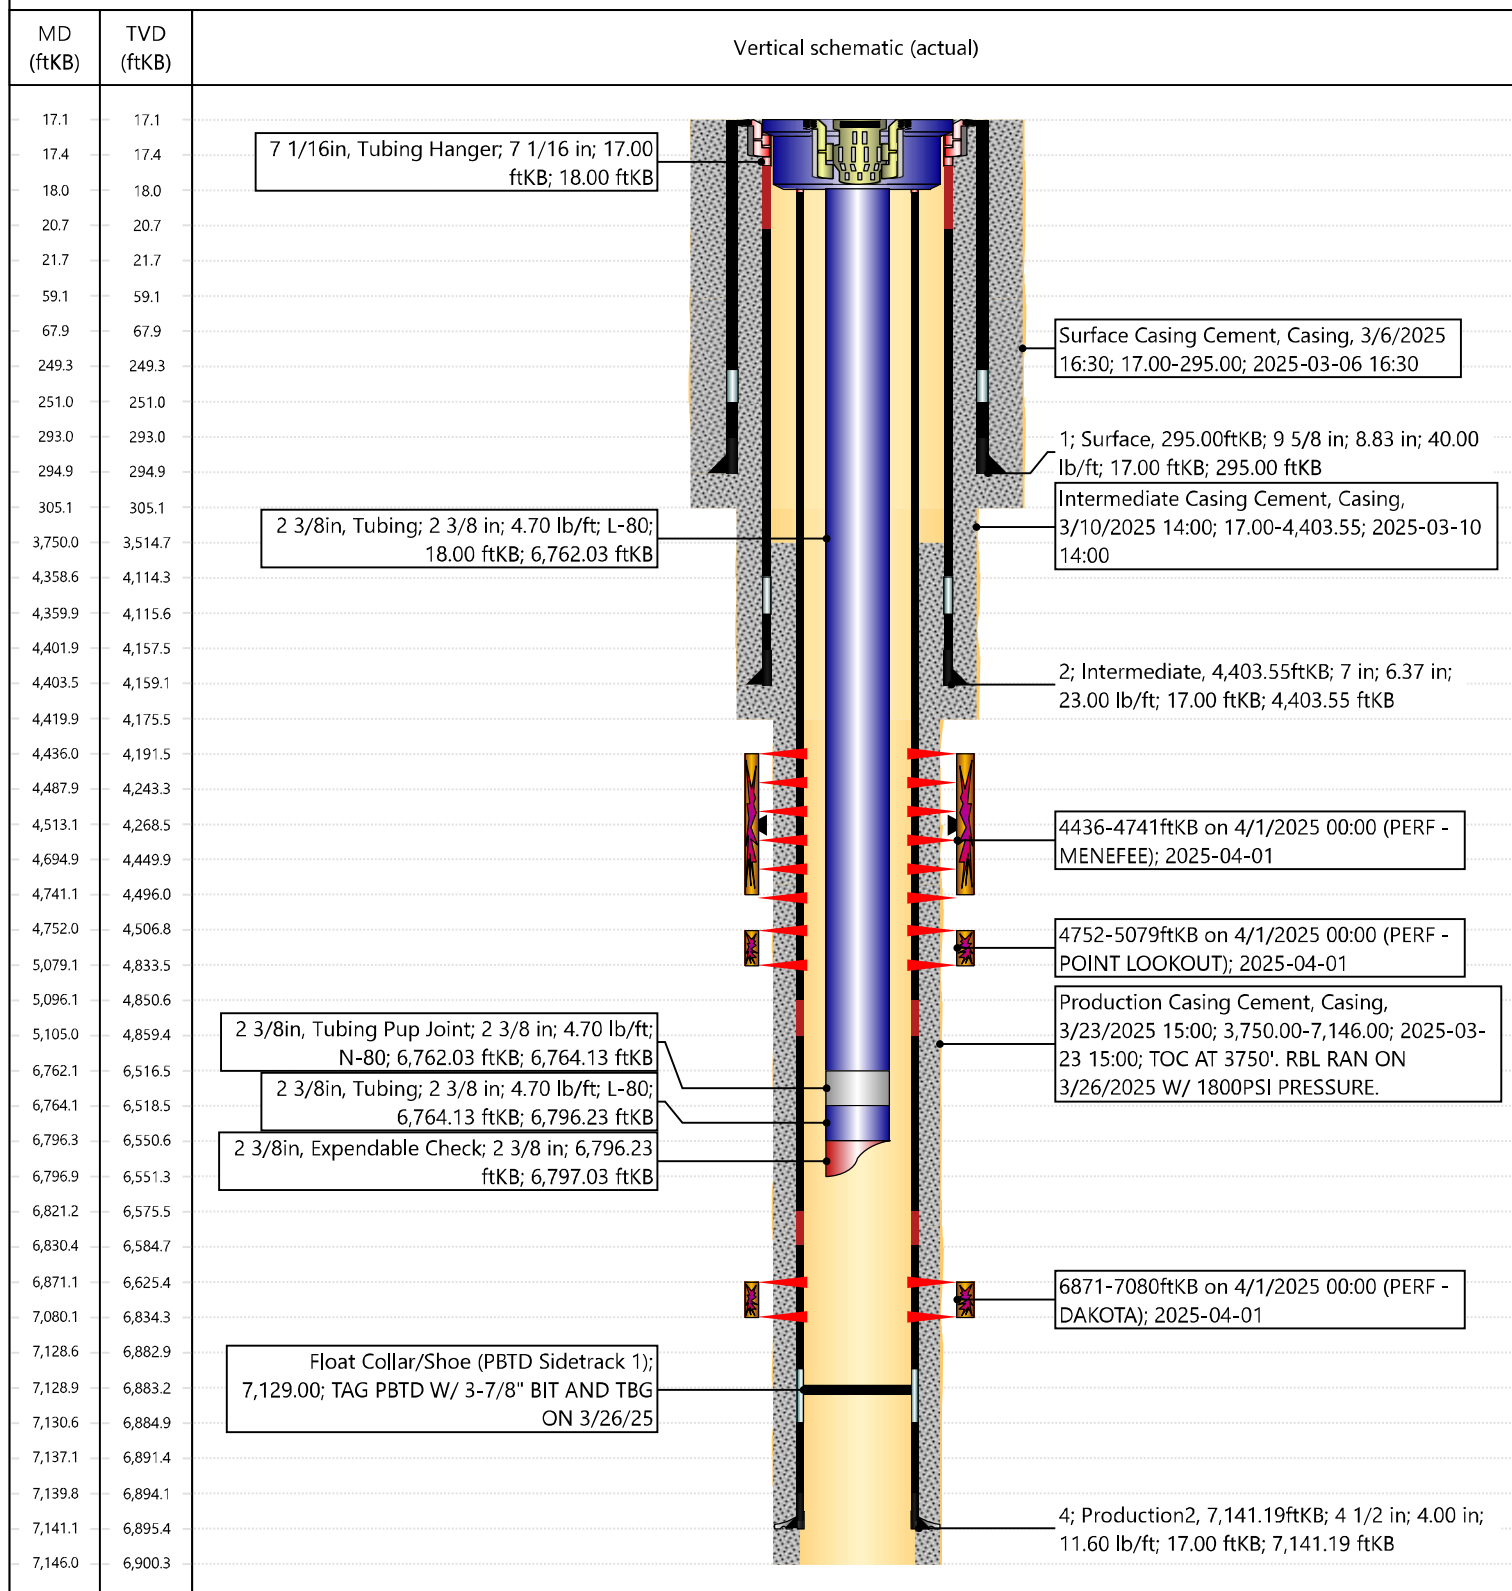 MD
(ftKB)
TVD
(ftKB)
Vertical schematic (actual)
17.1 17.1
17.4 17.4
18.0 18.0
20.7 20.7
21.7 21.7
59.1 59.1
67.9 67.9
249.3 249.3
251.0 251.0
293.0 293.0
294.9 294.9
305.1 305.1
3,750.0 3,514.7
4,358.6 4,114.3
4,359.9 4,115.6
4,401.9 4,157.5
4,403.5 4,159.1
4,419.9 4,175.5
4,436.0 4,191.5
4,487.9 4,243.3
4,513.1 4,268.5
4,694.9 4,449.9
4,741.1 4,496.0
4,752.0 4,506.8
5,079.1 4,833.5
5,096.1 4,850.6
5,105.0 4,859.4
6,762.1 6,516.5
6,764.1 6,518.5
6,796.3 6,550.6
6,796.9 6,551.3
6,821.2 6,575.5
6,830.4 6,584.7
6,871.1 6,625.4
7,080.1 6,834.3
7,128.6 6,882.9
7,128.9 6,883.2
7,130.6 6,884.9
7,137.1 6,891.4
7,139.8 6,894.1
7,141.1 6,895.4
7,146.0 6,900.3
7 1/16in, Tubing Hanger; 7 1/16 in; 17.00
ftKB; 18.00 ftKB
2 3/8in, Tubing; 2 3/8 in; 4.70 lb/ft; L-80;
18.00 ftKB; 6,762.03 ftKB
2 3/8in, Tubing Pup Joint; 2 3/8 in; 4.70 lb/ft;
N-80; 6,762.03 ftKB; 6,764.13 ftKB
2 3/8in, Tubing; 2 3/8 in; 4.70 lb/ft; L-80;
6,764.13 ftKB; 6,796.23 ftKB
2 3/8in, Expendable Check; 2 3/8 in; 6,796.23
ftKB; 6,797.03 ftKB
Float Collar/Shoe (PBTD Sidetrack 1);
7,129.00; TAG PBTD W/ 3-7/8" BIT AND TBG
ON 3/26/25
Surface Casing Cement, Casing, 3/6/2025
16:30; 17.00-295.00; 2025-03-06 16:30
1; Surface, 295.00ftKB; 9 5/8 in; 8.83 in; 40.00
lb/ft; 17.00 ftKB; 295.00 ftKB
Intermediate Casing Cement, Casing,
3/10/2025 14:00; 17.00-4,403.55; 2025-03-10
14:00
2; Intermediate, 4,403.55ftKB; 7 in; 6.37 in;
23.00 lb/ft; 17.00 ftKB; 4,403.55 ftKB
4436-4741ftKB on 4/1/2025 00:00 (PERF -
MENEFEE); 2025-04-01
4752-5079ftKB on 4/1/2025 00:00 (PERF -
POINT LOOKOUT); 2025-04-01
Production Casing Cement, Casing,
3/23/2025 15:00; 3,750.00-7,146.00; 2025-03-
23 15:00; TOC AT 3750'. RBL RAN ON
3/26/2025 W/ 1800PSI PRESSURE.
6871-7080ftKB on 4/1/2025 00:00 (PERF -
DAKOTA); 2025-04-01
4; Production2, 7,141.19ftKB; 4 1/2 in; 4.00 in;
11.60 lb/ft; 17.00 ftKB; 7,141.19 ftKB